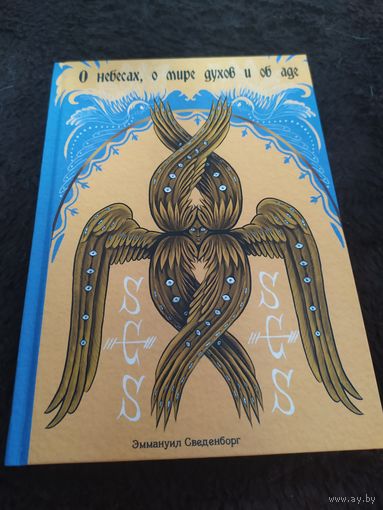 О небесах, о мире духов и об аде
Эммануил Сведенборг
www.ay.by